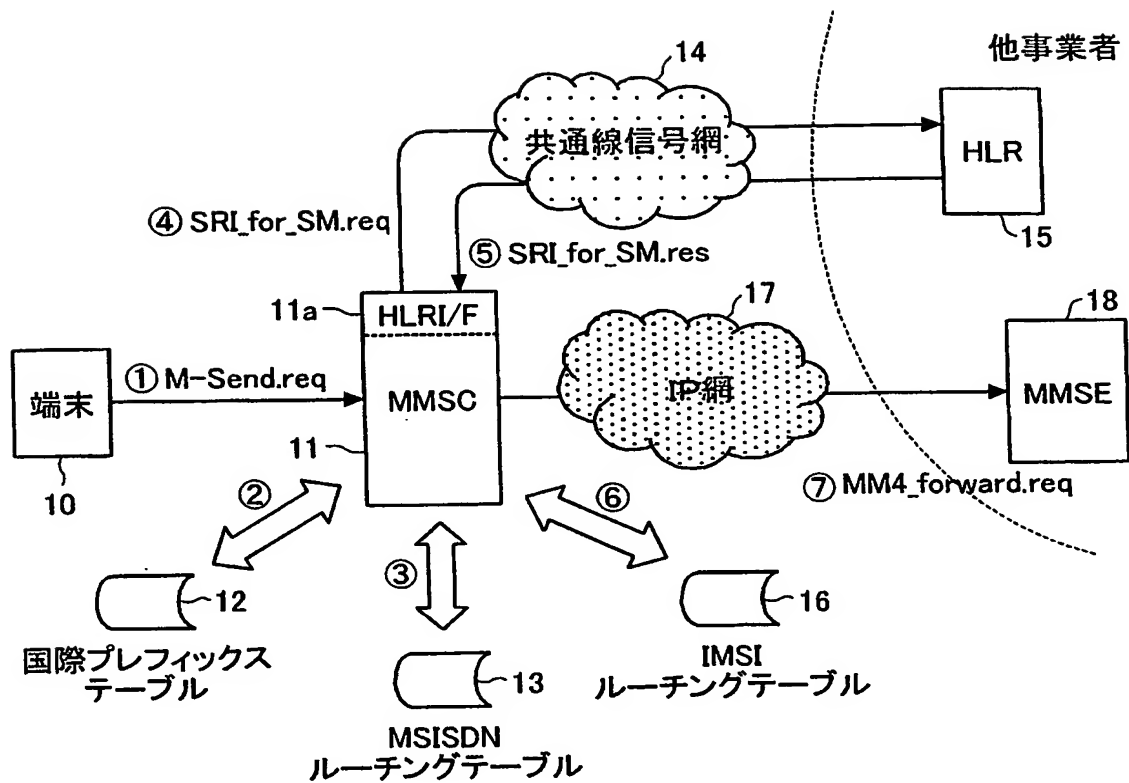 14
他事業者
共通線信号網
HLR
15
④ SRI_for_SM.req
⑤ SRI_for_SM.res
11a
HLRI/F
17
18
端末
① M-Send.req
MMSC
IP網
MMSE
10
11
②
③
⑥
⑦ MM4_forward.req
12
国際プレフィックス
テーブル
13
MSISDN
ルーチングテーブル
16
IMSI
ルーチングテーブル